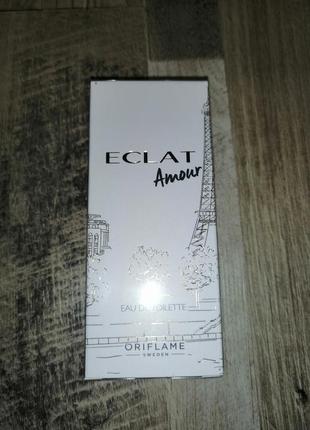 ECLAT
Amour
EAU DE TOILETTE
ORIFLAME
SWEDEN